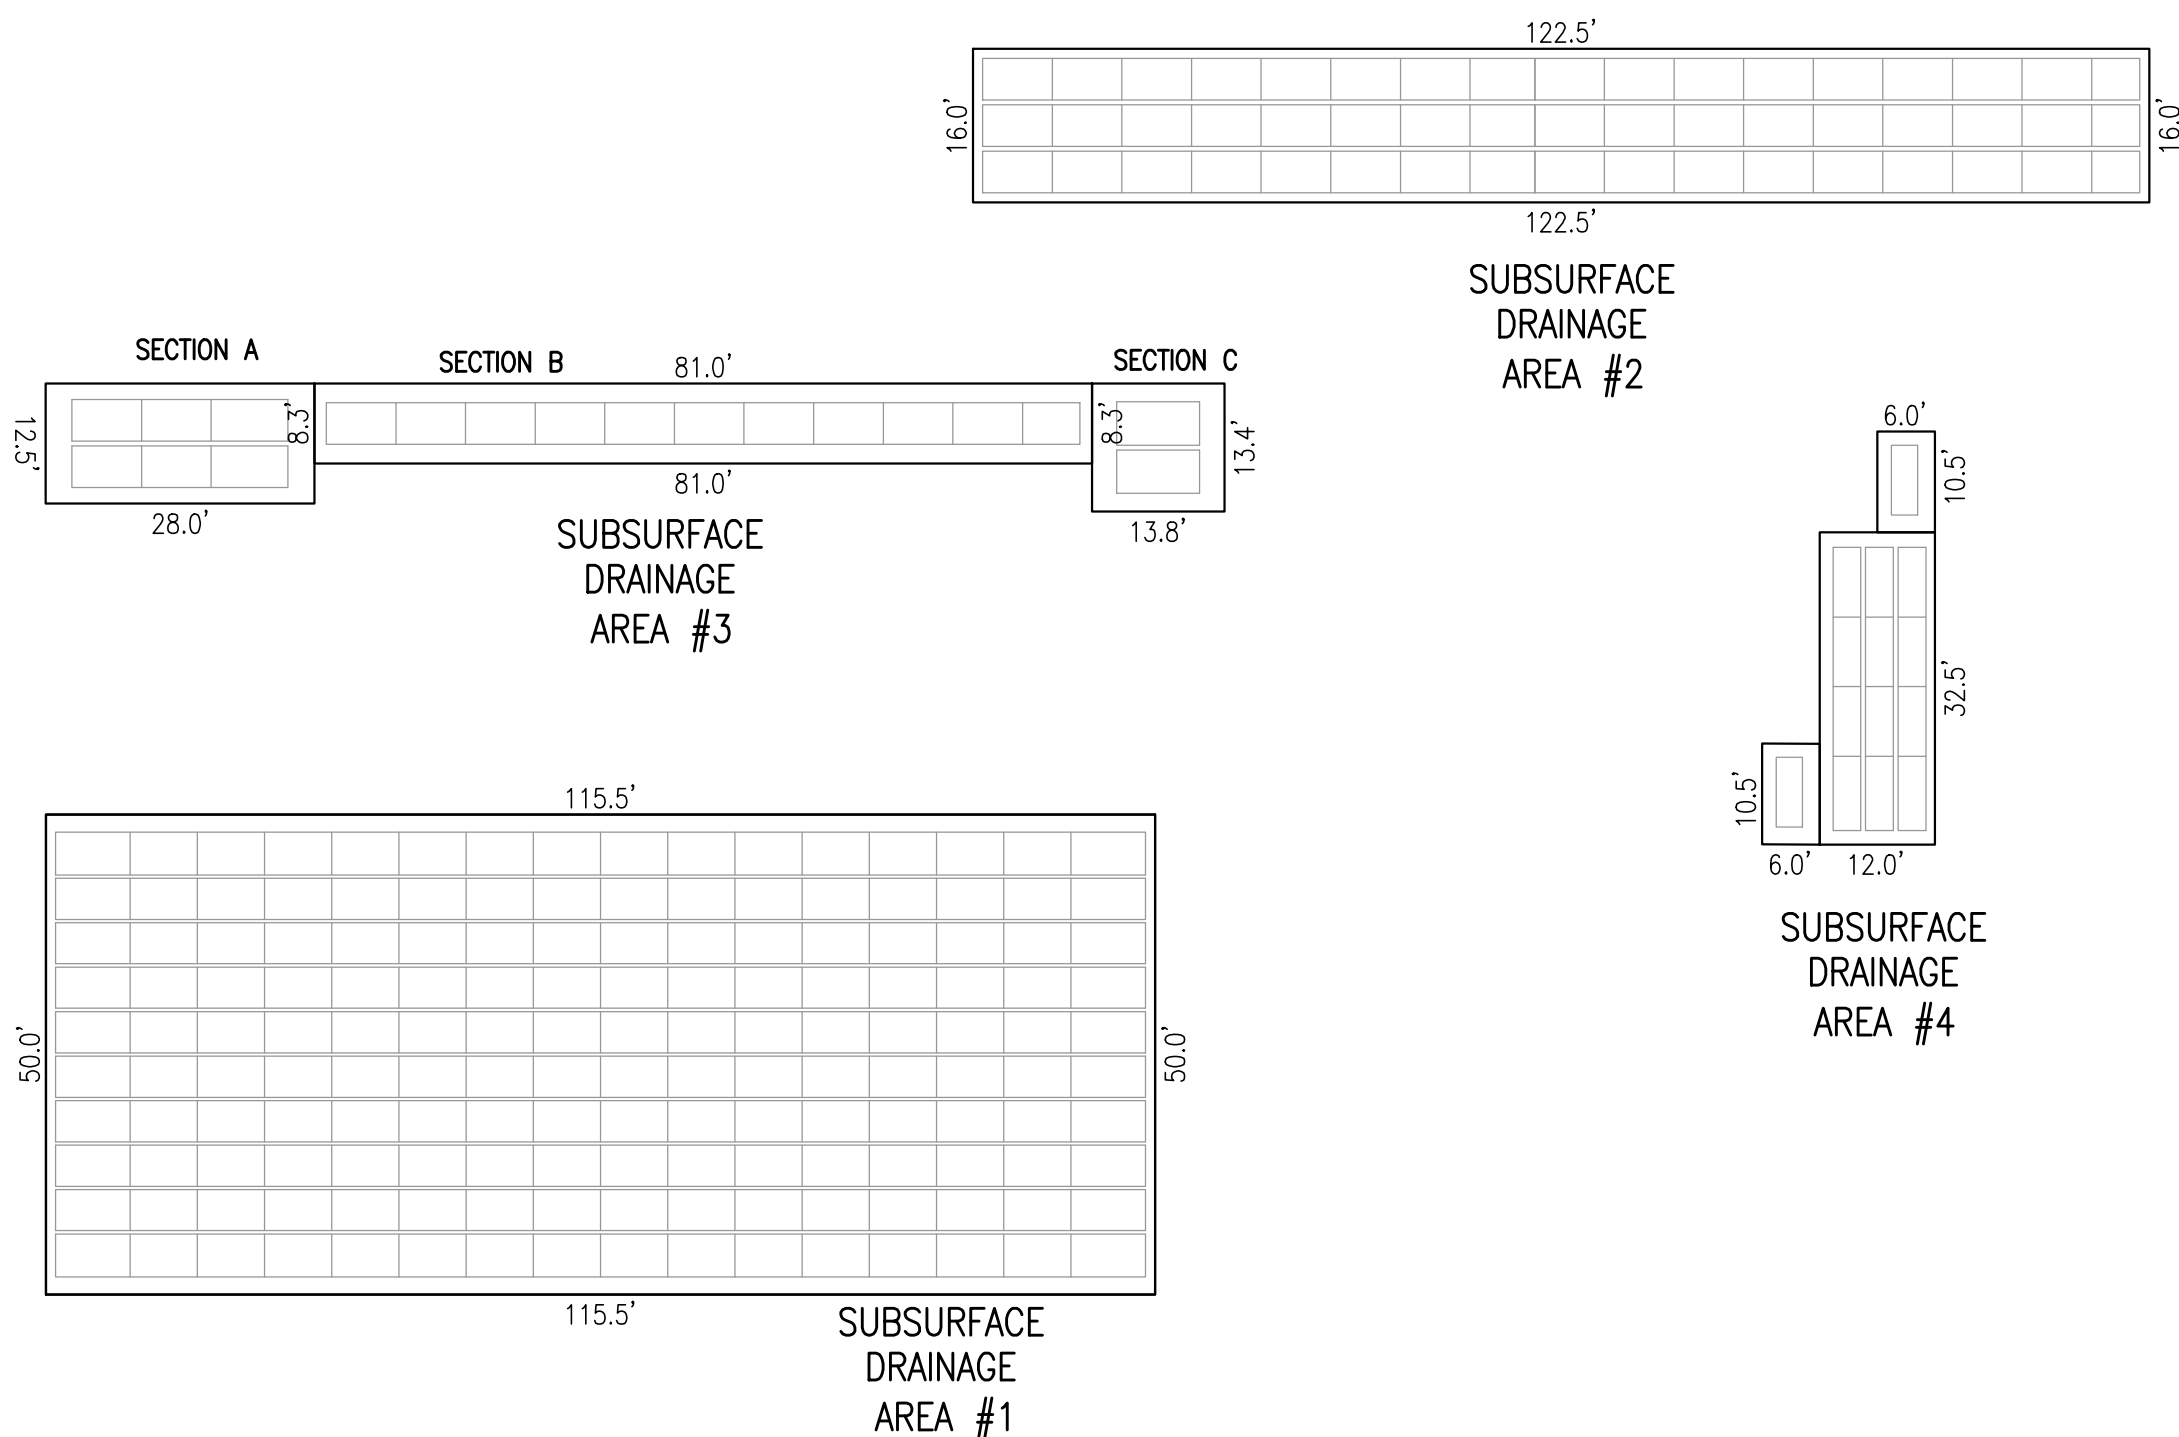 122.5'
16.0'
16.0'
122.5'
SUBSURFACE
DRAINAGE
AREA #2
SECTION A
SECTION B
81.0'
SECTION C
12.5'
8.3'
8.3'
13.4'
28.0'
81.0'
13.8'
SUBSURFACE
DRAINAGE
AREA #3
6.0'
10.5'
32.5'
10.5'
6.0'
12.0'
SUBSURFACE
DRAINAGE
AREA #4
115.5'
50.0'
50.0'
115.5'
SUBSURFACE
DRAINAGE
AREA #1